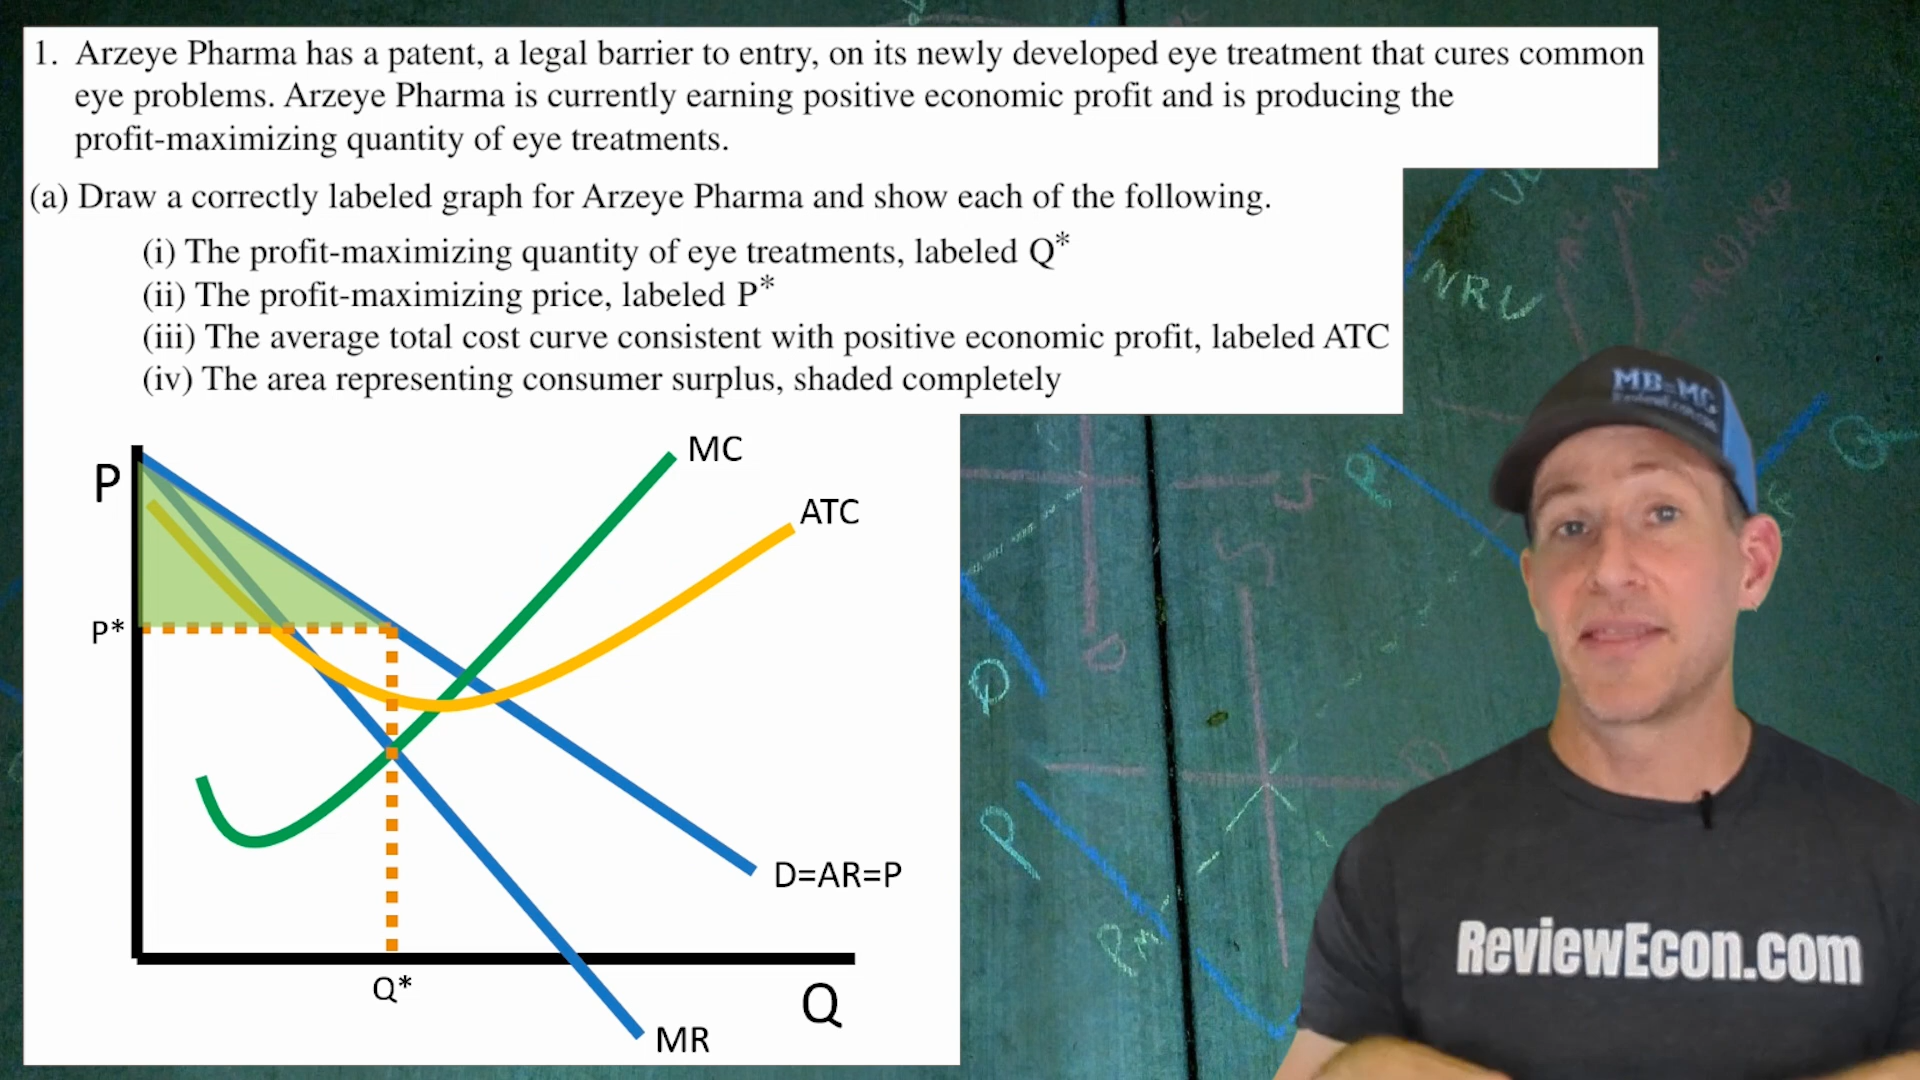 1. Arzeye Pharma has a patent, a legal barrier to entry, on its newly developed eye treatment that cures common
eye problems. Arzeye Pharma is currently earning positive economic profit and is producing the
profit-maximizing quantity of eye treatments.
(a) Draw a correctly labeled graph for Arzeye Pharma and show each of the following.
(i) The profit-maximizing quantity of eye treatments, labeled Q*
(ii) The profit-maximizing price, labeled P*
(iii) The average total cost curve consistent with positive economic profit, labeled ATC
(iv) The area representing consumer surplus, shaded completely
P
MC
ATC
P*
D=AR=P
Q*
Q
MR
NRU
P
Q
S
S
D
Q
P
MB=MC
ReviewEcon.com